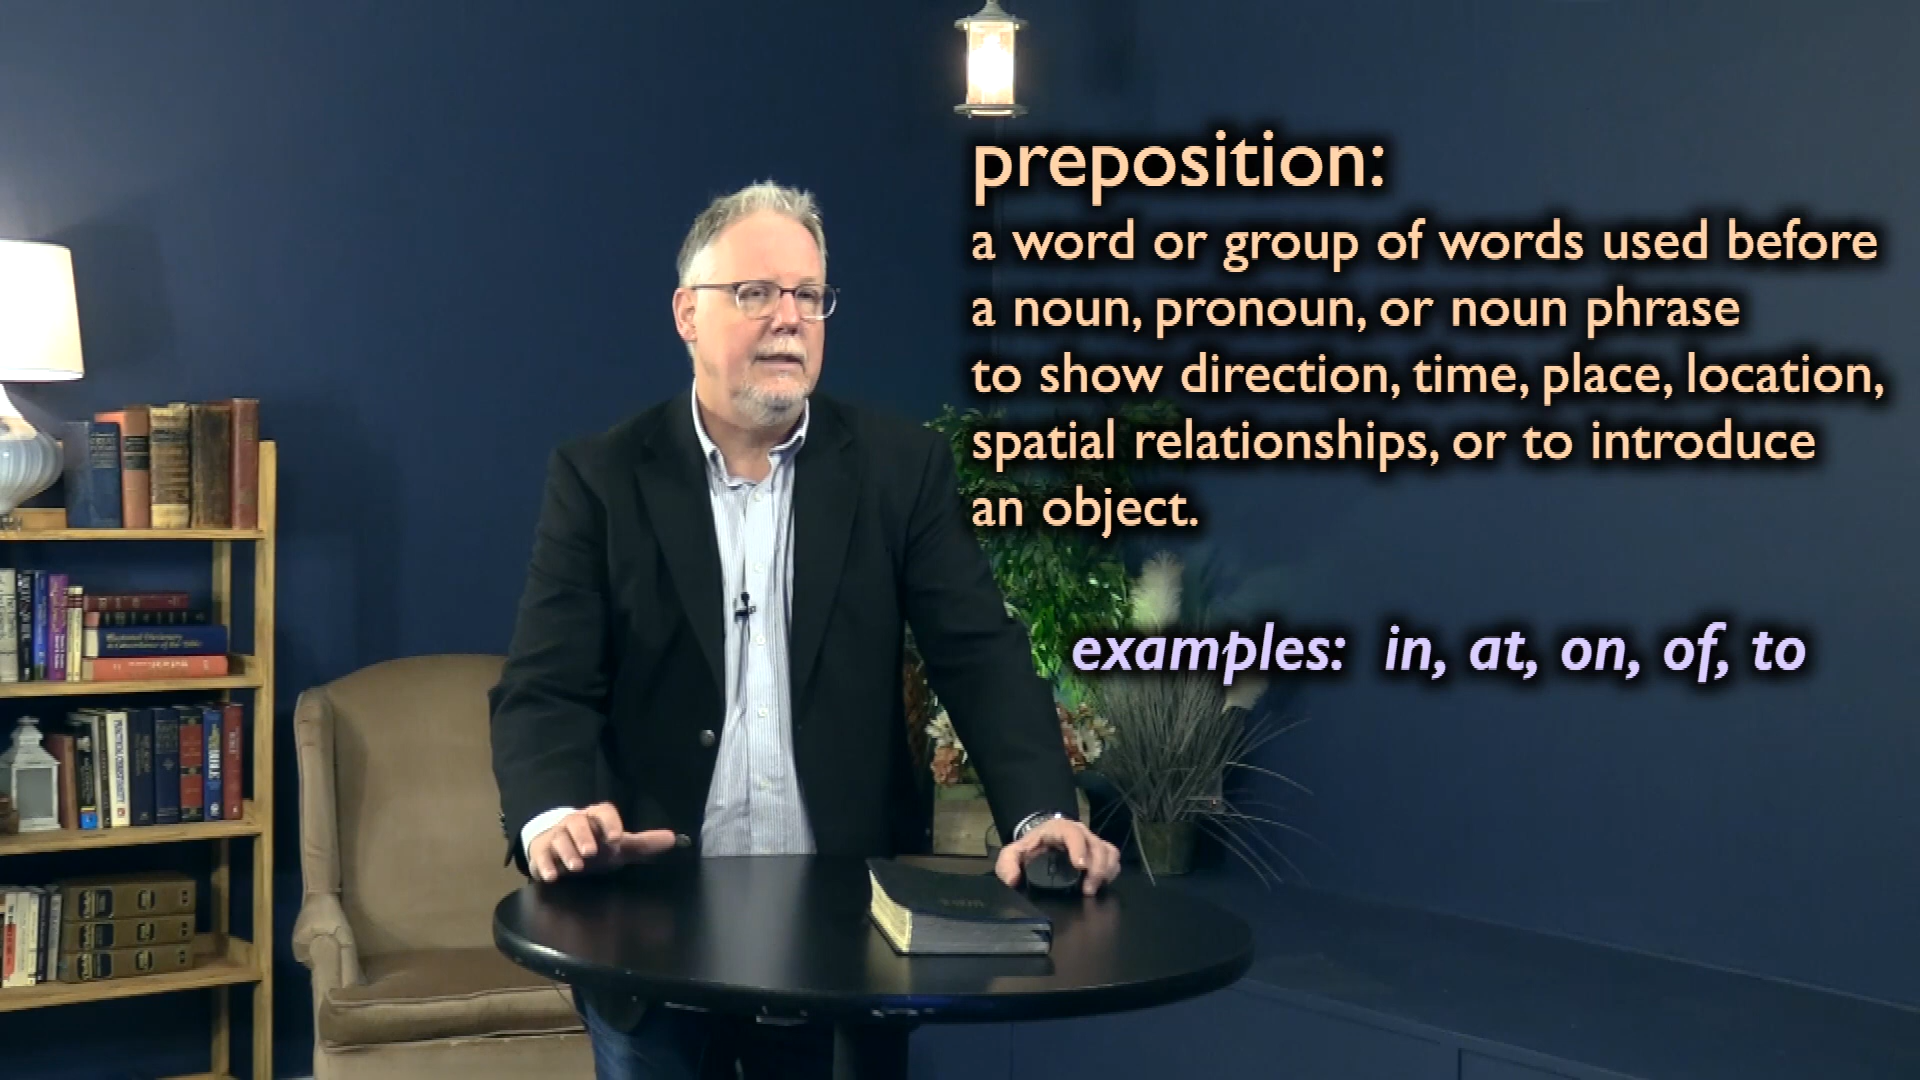 preposition:
a word or group of words used before
a noun, pronoun, or noun phrase
to show direction, time, place, location,
spatial relationships, or to introduce
an object.
examples: in, at, on, of, to
BIBLE